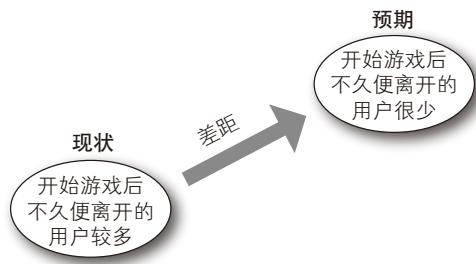 预期
开始游戏后
不久便离开的
用户很少
差距
现状
开始游戏后
不久便离开的
用户较多